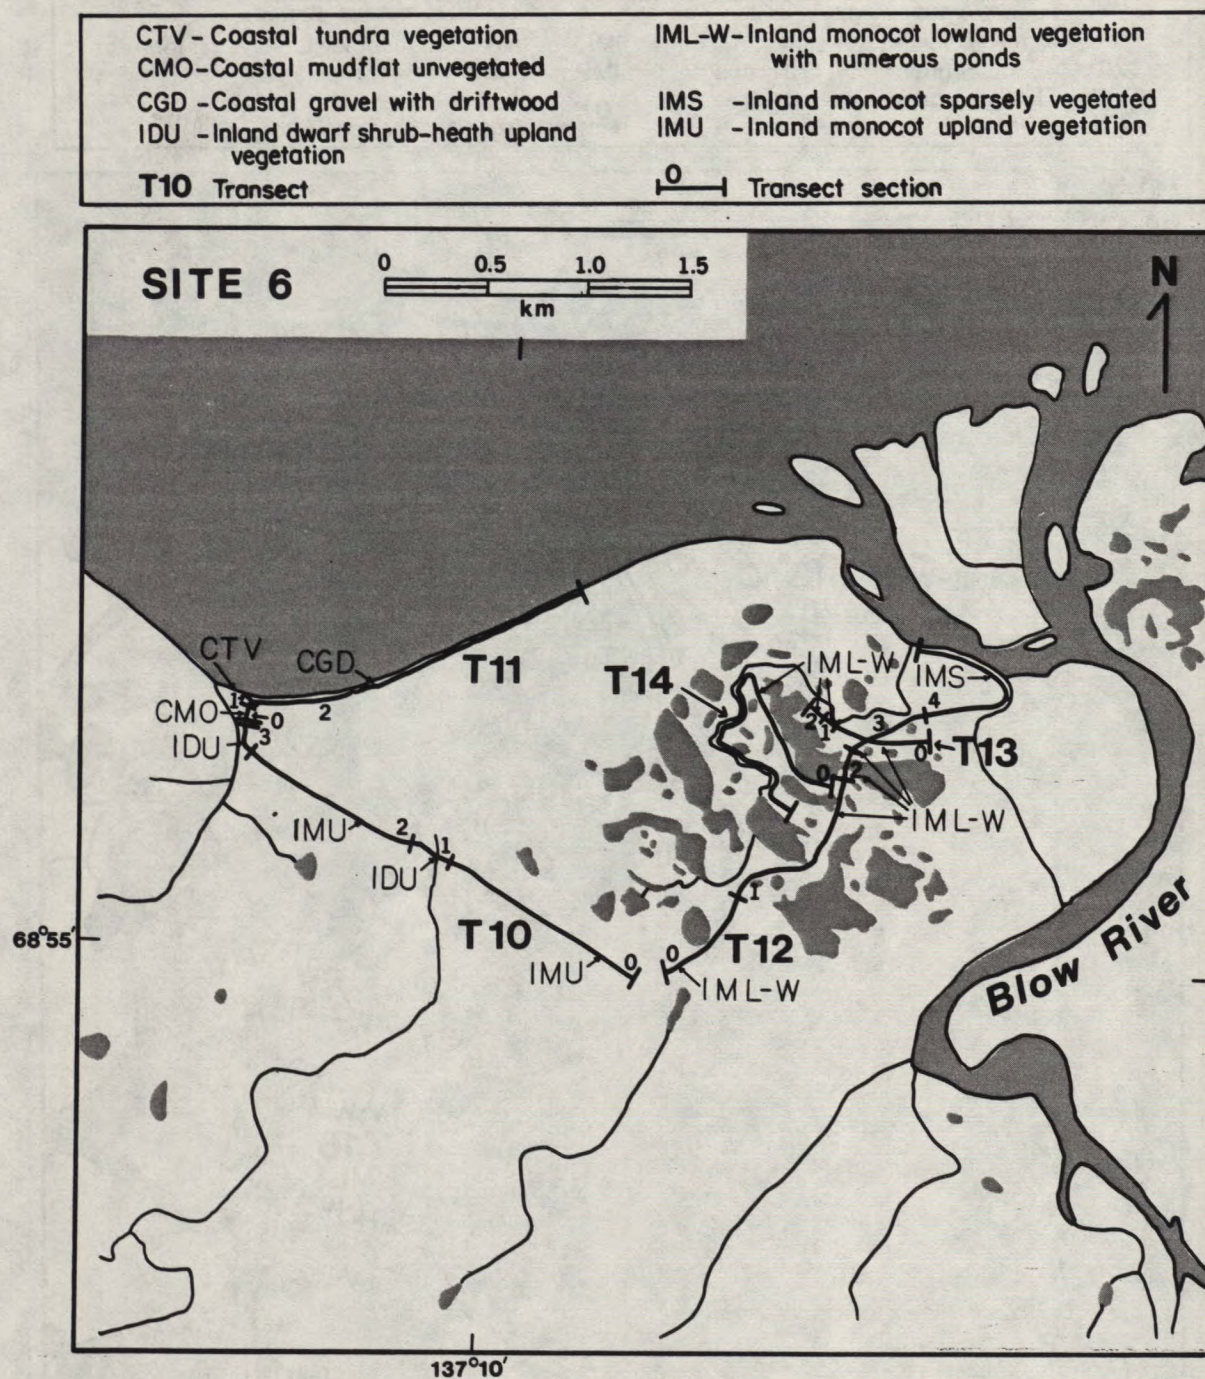 CTV - Coastal tundra vegetation
CMO - Coastal mudflat unvegetated
CGD - Coastal gravel with driftwood
IDU - Inland dwarf shrub-heath upland
vegetation
T10 Transect
IML-W - Inland monocot lowland vegetation
with numerous ponds
IMS - Inland monocot sparsely vegetated
IMU - Inland monocot upland vegetation
0 Transect section
SITE 6
0 0.5 1.0 1.5
km
N
CTV
CGD
T11
T14
IML-W
IMS
1
CMO
0
2
2
1
3
4
IDU
3
0
T13
0
2
IML-W
IMU
2
1
IDU
1
T10
T12
68°55'
IMU
0
0
IML-W
Blow River
137°10'